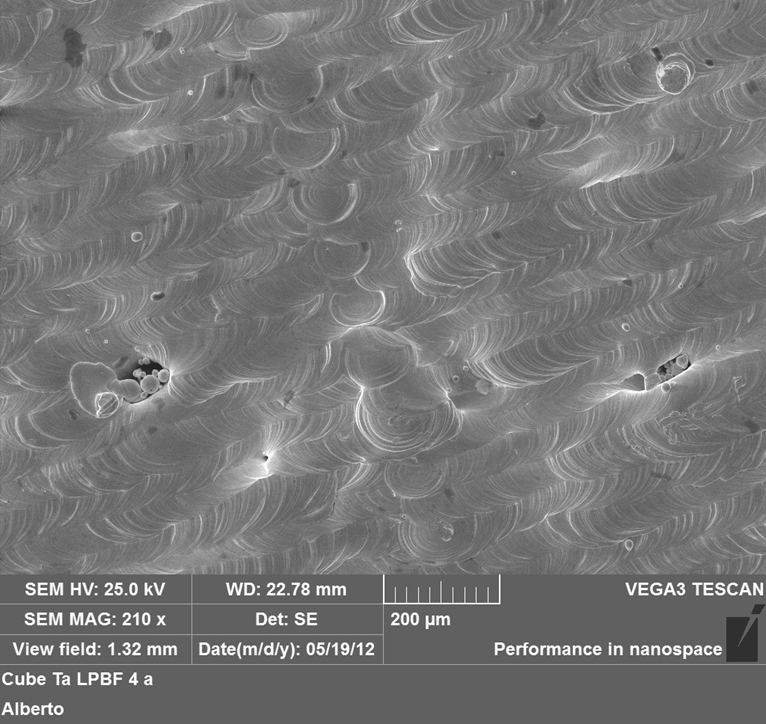 SEM HV: 25.0 kV WD: 22.78 mm VEGA3 TESCAN
SEM MAG: 210 x Det: SE 200 µm
View field: 1.32 mm Date(m/d/y): 05/19/12 Performance in nanospace
Cube Ta LPBF 4 a
Alberto